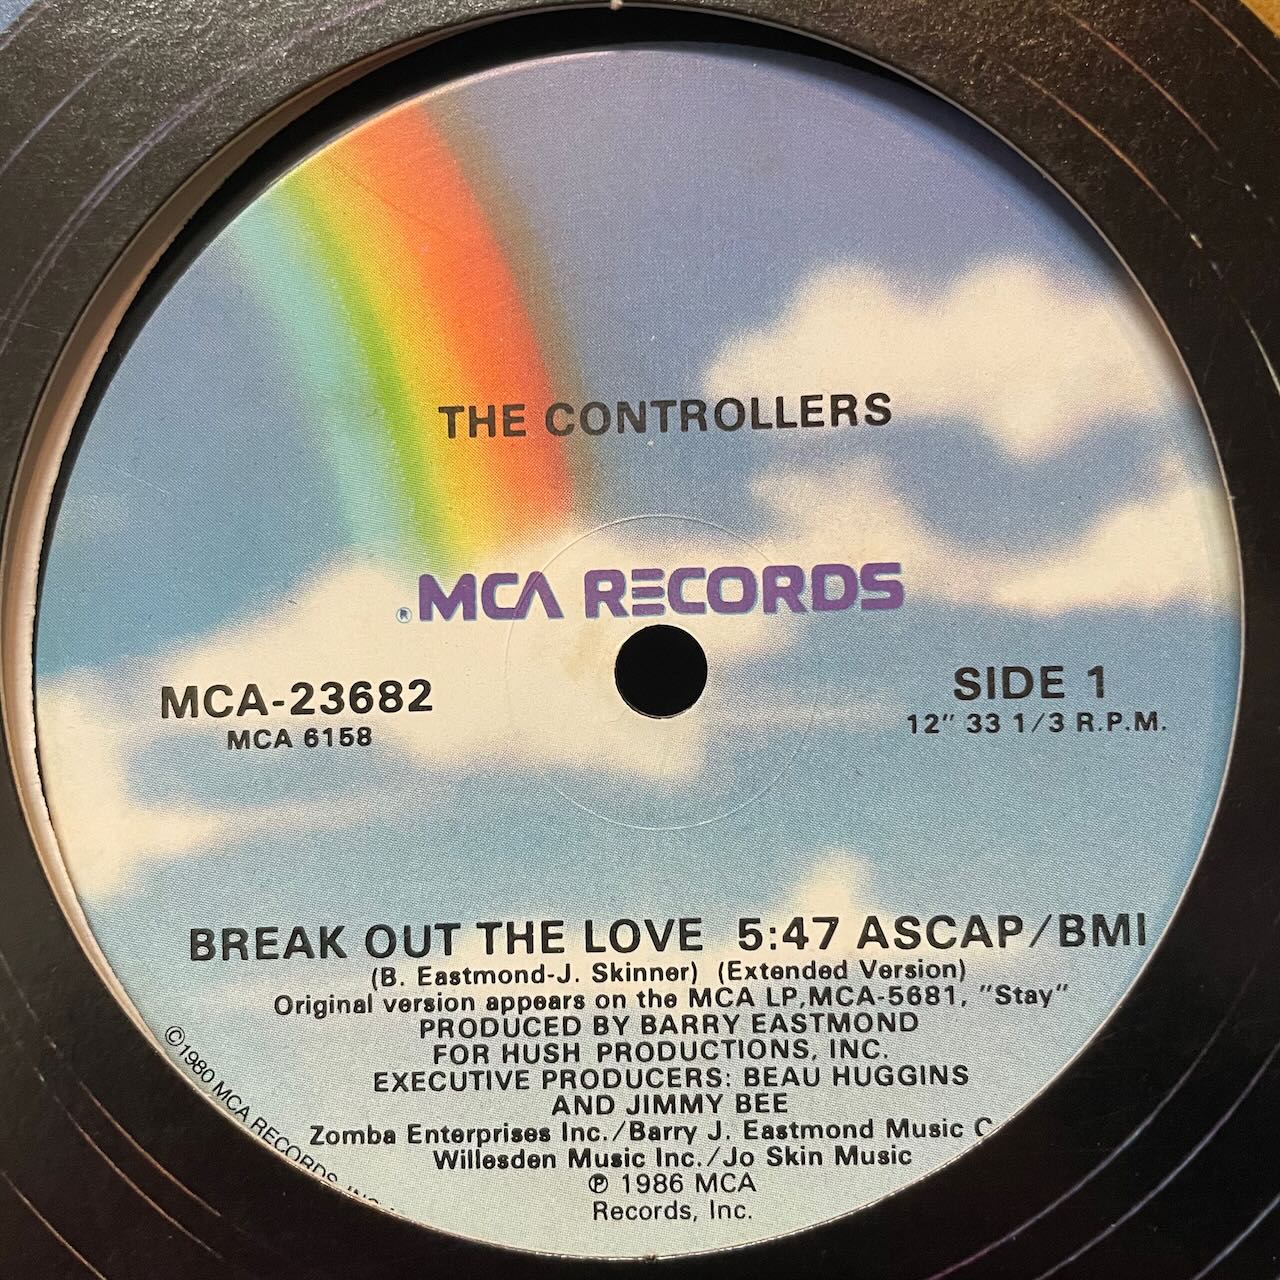 THE CONTROLLERS
® MCA RECORDS
MCA-23682
MCA 6158
SIDE 1
12" 33 1/3 R.P.M.
BREAK OUT THE LOVE 5:47 ASCAP/BMI
(B. Eastmond-J. Skinner) (Extended Version)
Original version appears on the MCA LP,MCA-5681, "Stay"
PRODUCED BY BARRY EASTMOND
FOR HUSH PRODUCTIONS, INC.
EXECUTIVE PRODUCERS: BEAU HUGGINS
AND JIMMY BEE
Zomba Enterprises Inc./Barry J. Eastmond Music
Willesden Music Inc./Jo Skin Music
℗ 1986 MCA
Records, Inc.
©1980 MCA RECORDS, INC.